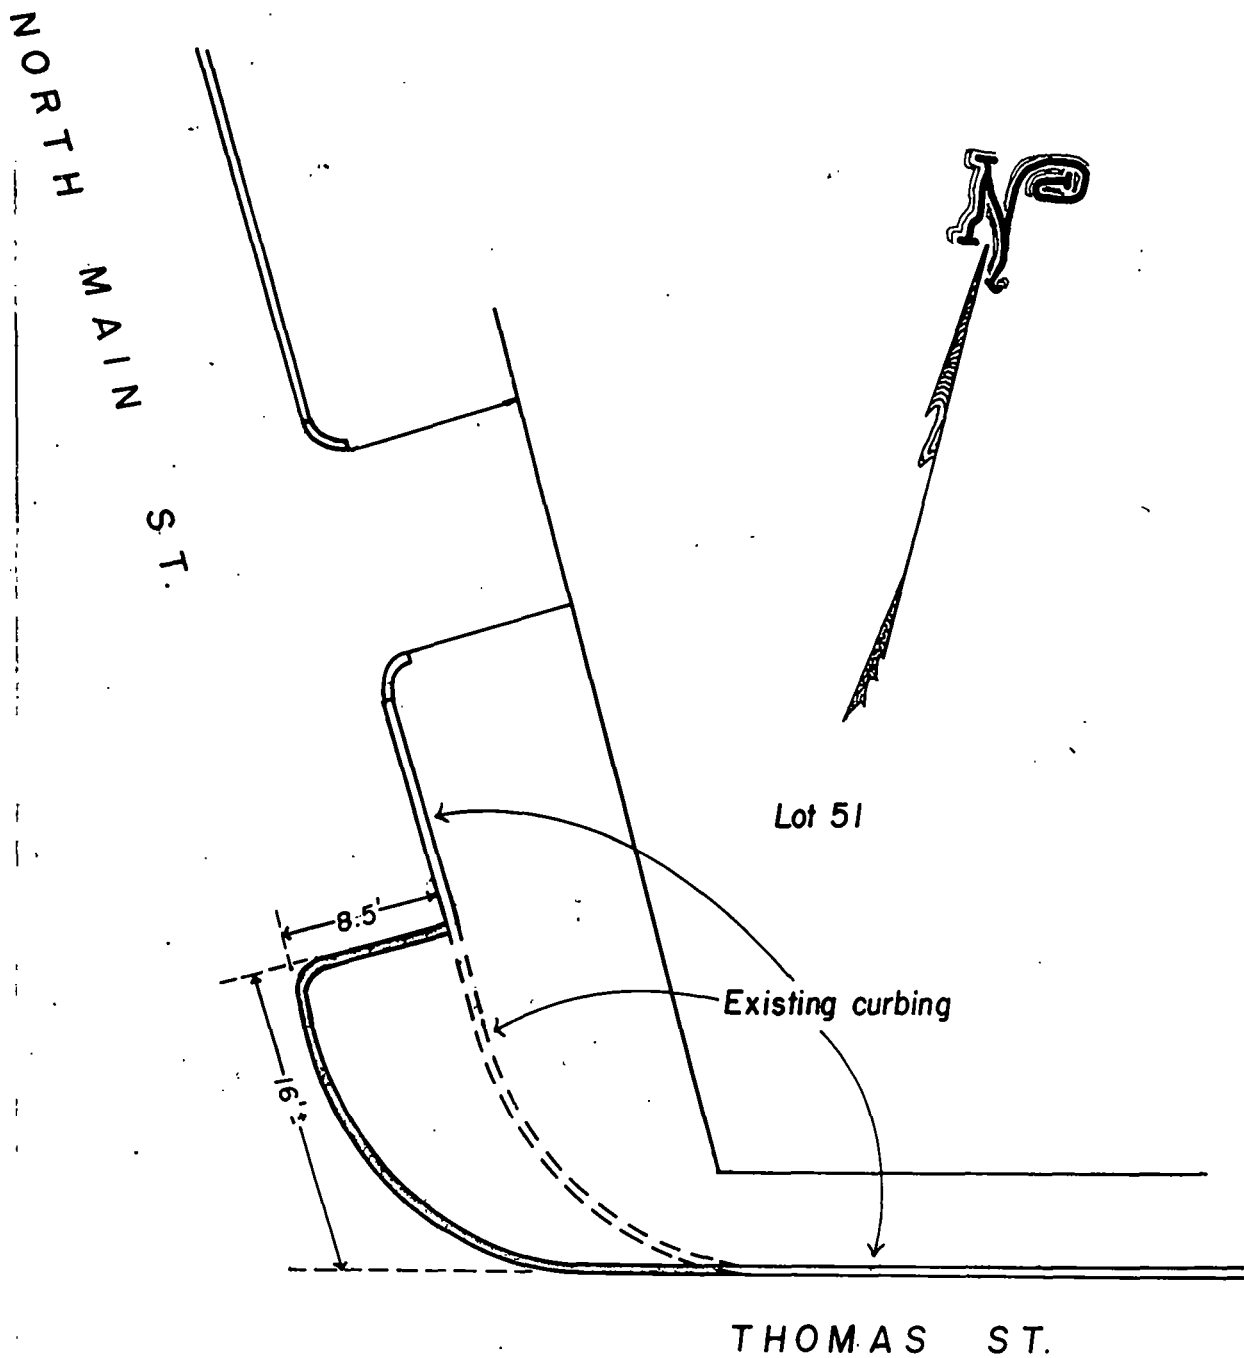 NORTH MAIN ST.
N
Lot 51
8.5'
Existing curbing
16'±
THOMAS ST.